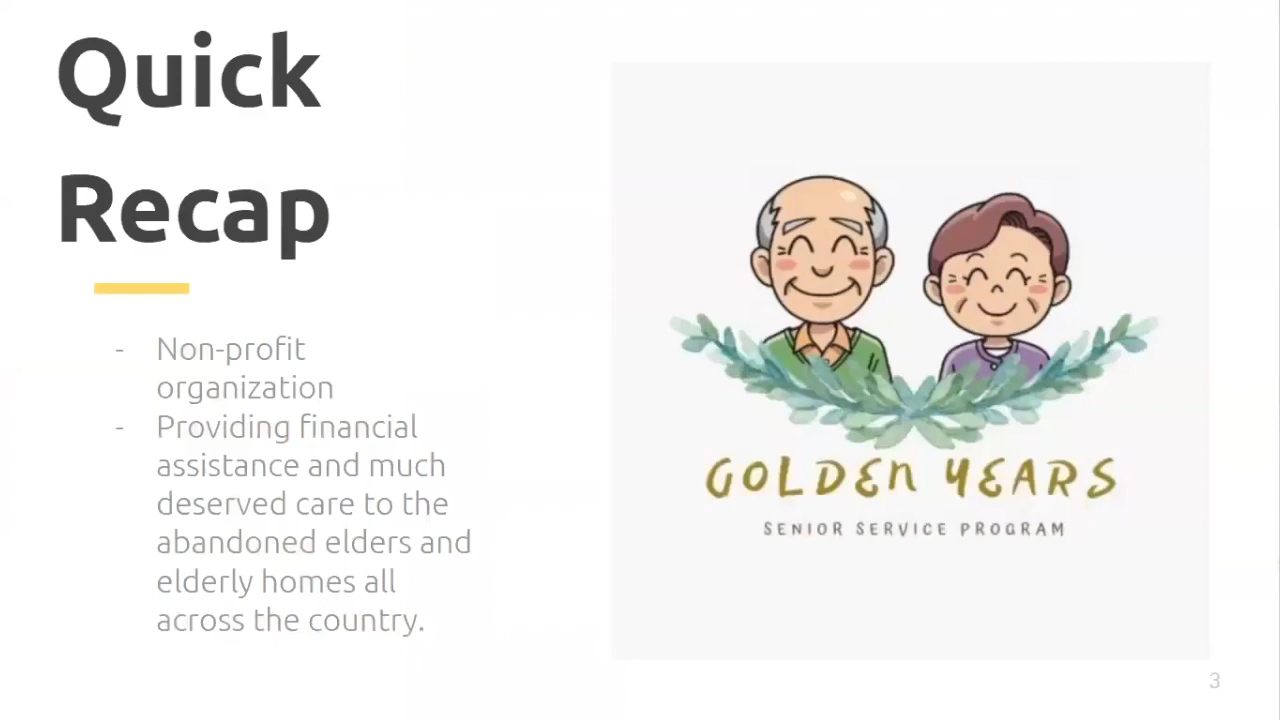 Quick
Recap
- Non-profit
organization
- Providing financial
assistance and much
deserved care to the
abandoned elders and
elderly homes all
across the country.
GOLDEN YEARS
SENIOR SERVICE PROGRAM
3